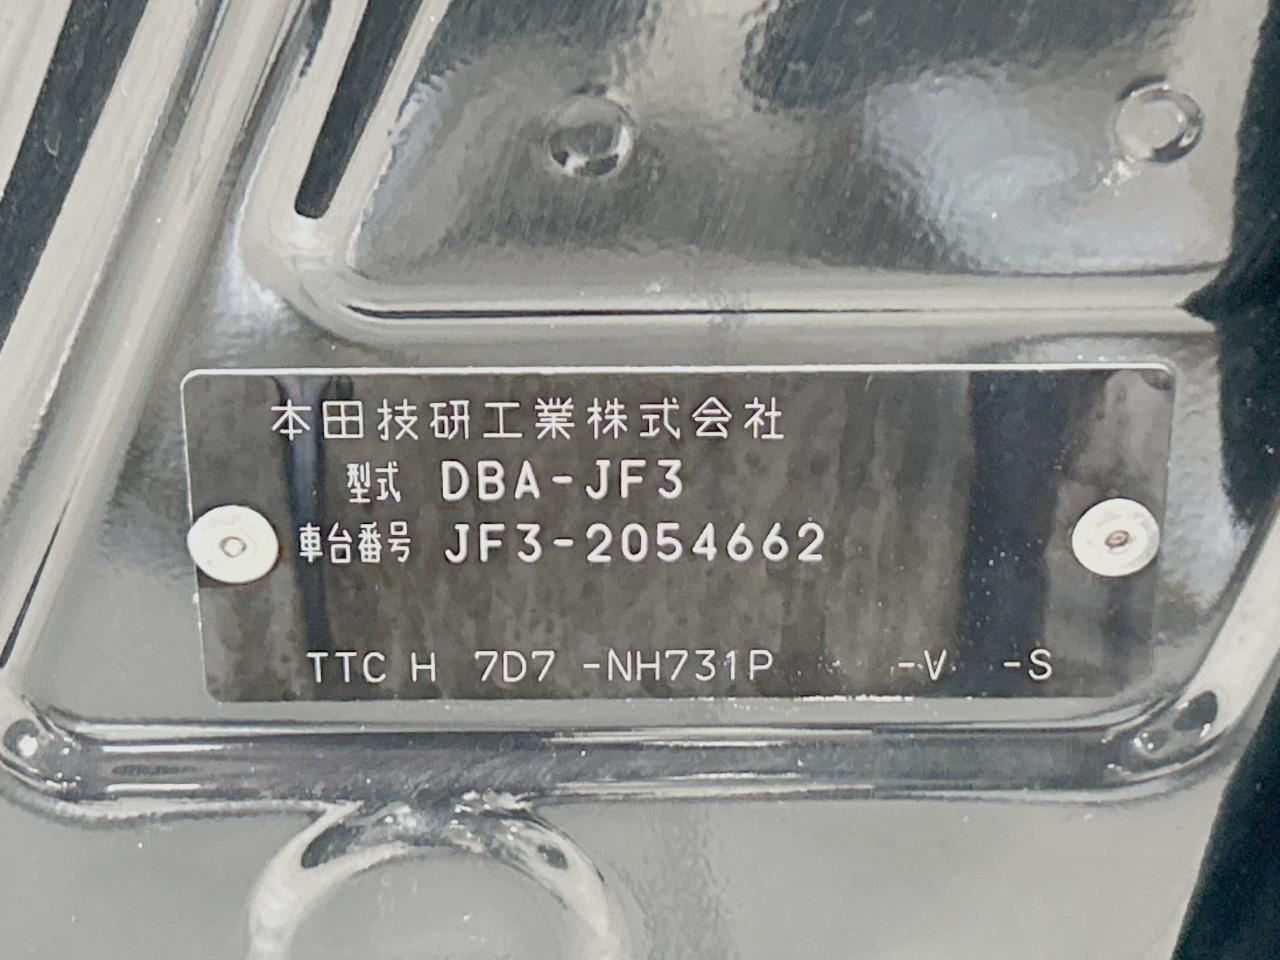 本田技研工業株式会社
型式 DBA-JF3
車台番号 JF3-2054662
TTC H 7D7 -NH731P -V -S